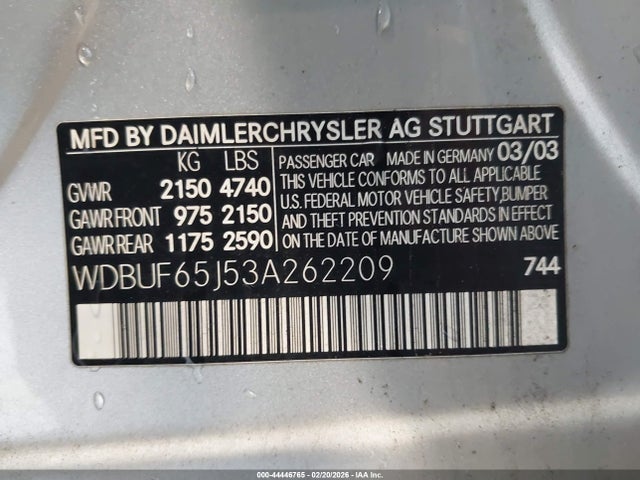 MFD BY DAIMLERCHRYSLER AG STUTTGART
KG LBS
GVWR 2150 4740
GAWR FRONT 975 2150
GAWR REAR 1175 2590
PASSENGER CAR MADE IN GERMANY 03/03
THIS VEHICLE CONFORMS TO ALL APPLICABLE
U.S. FEDERAL MOTOR VEHICLE SAFETY, BUMPER
AND THEFT PREVENTION STANDARDS IN EFFECT
ON THE DATE OF MANUFACTURE SHOWN ABOVE.
WDBUF65J53A262209 744
000-44446765 - 02/20/2026 - IAAI.COM